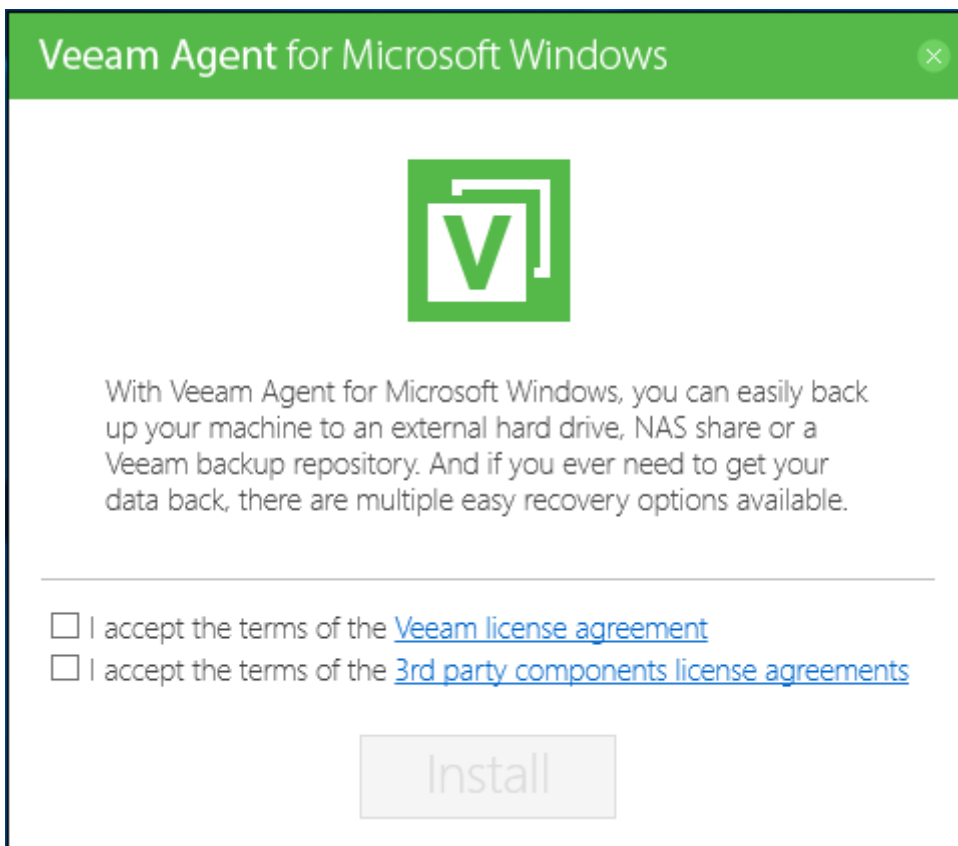 Veeam Agent for Microsoft Windows
V
With Veeam Agent for Microsoft Windows, you can easily back
up your machine to an external hard drive, NAS share or a
Veeam backup repository. And if you ever need to get your
data back, there are multiple easy recovery options available.
I accept the terms of the Veeam license agreement
I accept the terms of the 3rd party components license agreements
Install